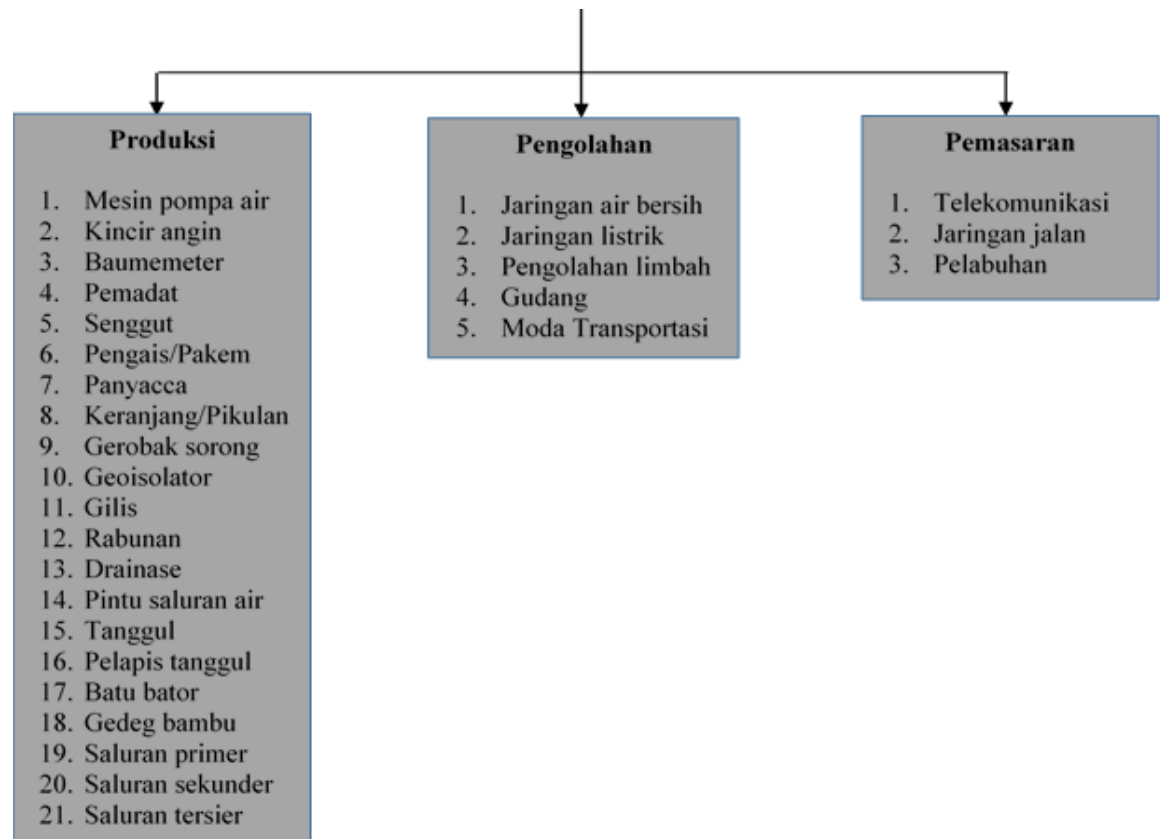 Produksi
1. Mesin pompa air
2. Kincir angin
3. Baumemeter
4. Pemadat
5. Senggut
6. Pengais/Pakem
7. Panyacca
8. Keranjang/Pikulan
9. Gerobak sorong
10. Geoisolator
11. Gilis
12. Rabunan
13. Drainase
14. Pintu saluran air
15. Tanggul
16. Pelapis tanggul
17. Batu bator
18. Gedeg bambu
19. Saluran primer
20. Saluran sekunder
21. Saluran tersier
Pengolahan
1. Jaringan air bersih
2. Jaringan listrik
3. Pengolahan limbah
4. Gudang
5. Moda Transportasi
Pemasaran
1. Telekomunikasi
2. Jaringan jalan
3. Pelabuhan